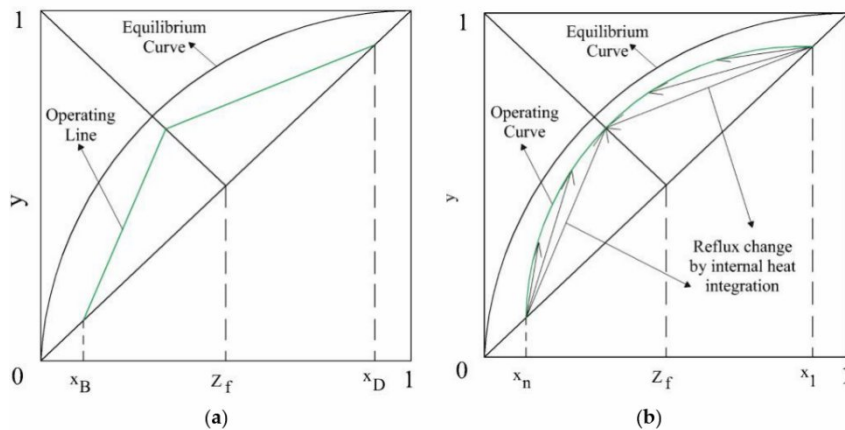 1
Equilibrium
Curve
Operating
Line
y
0
x_B
Z_f
x_D
1
(a)
1
Equilibrium
Curve
Operating
Curve
y
Reflux change
by internal heat
integration
0
x_n
Z_f
x_1
1
(b)